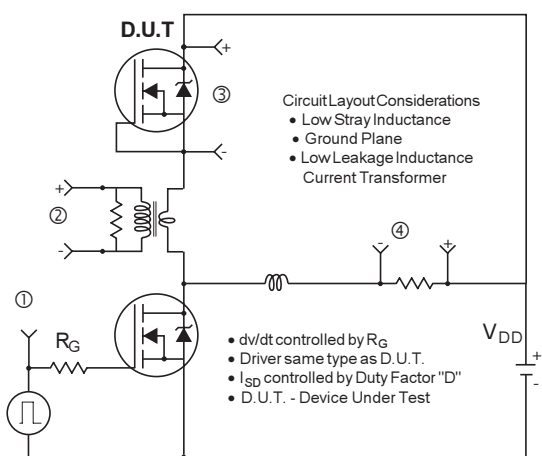 D.U.T
+
③
-
Circuit Layout Considerations
• Low Stray Inductance
• Ground Plane
• Low Leakage Inductance
Current Transformer
+
②
-
④
- +
①
R_G
V_DD
+
-
• dv/dt controlled by R_G
• Driver same type as D.U.T.
• I_SD controlled by Duty Factor "D"
• D.U.T. - Device Under Test